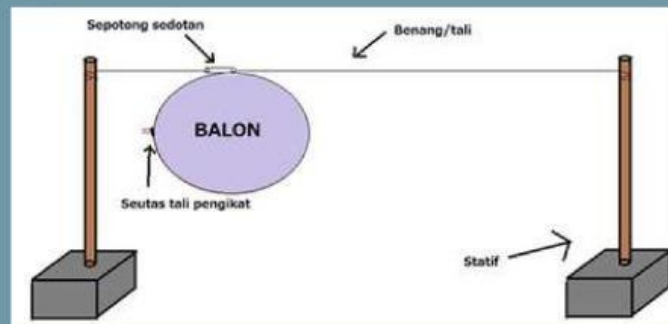 Sepotong sedotan
Benang/tali
BALON
Seutas tali pengikat
Statif